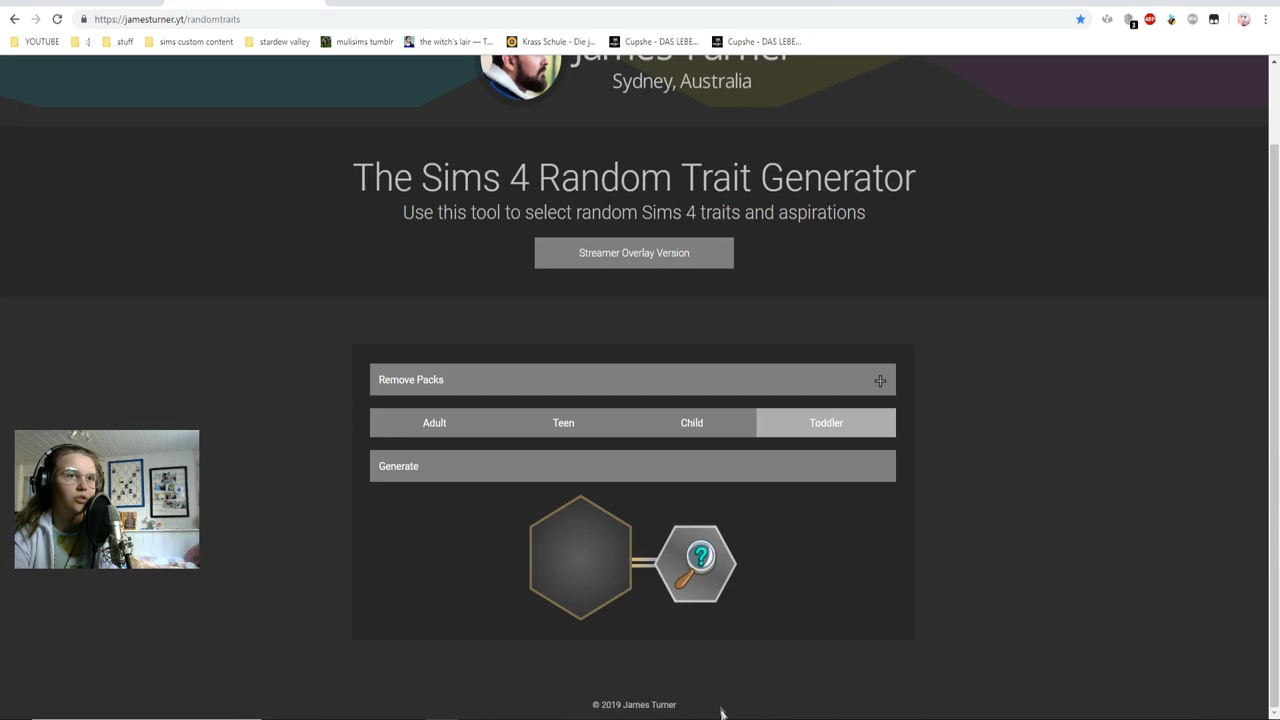 https://jamesturner.yt/randomtraits
YOUTUBE
:]
stuff
sims custom content
stardew valley
mulisims tumblr
the witch's lair — T...
Krass Schule - Die j...
Cupshe - DAS LEBE...
Cupshe - DAS LEBE...
James Turner
Sydney, Australia
The Sims 4 Random Trait Generator
Use this tool to select random Sims 4 traits and aspirations
Streamer Overlay Version
Remove Packs
Adult
Teen
Child
Toddler
Generate
?
© 2019 James Turner